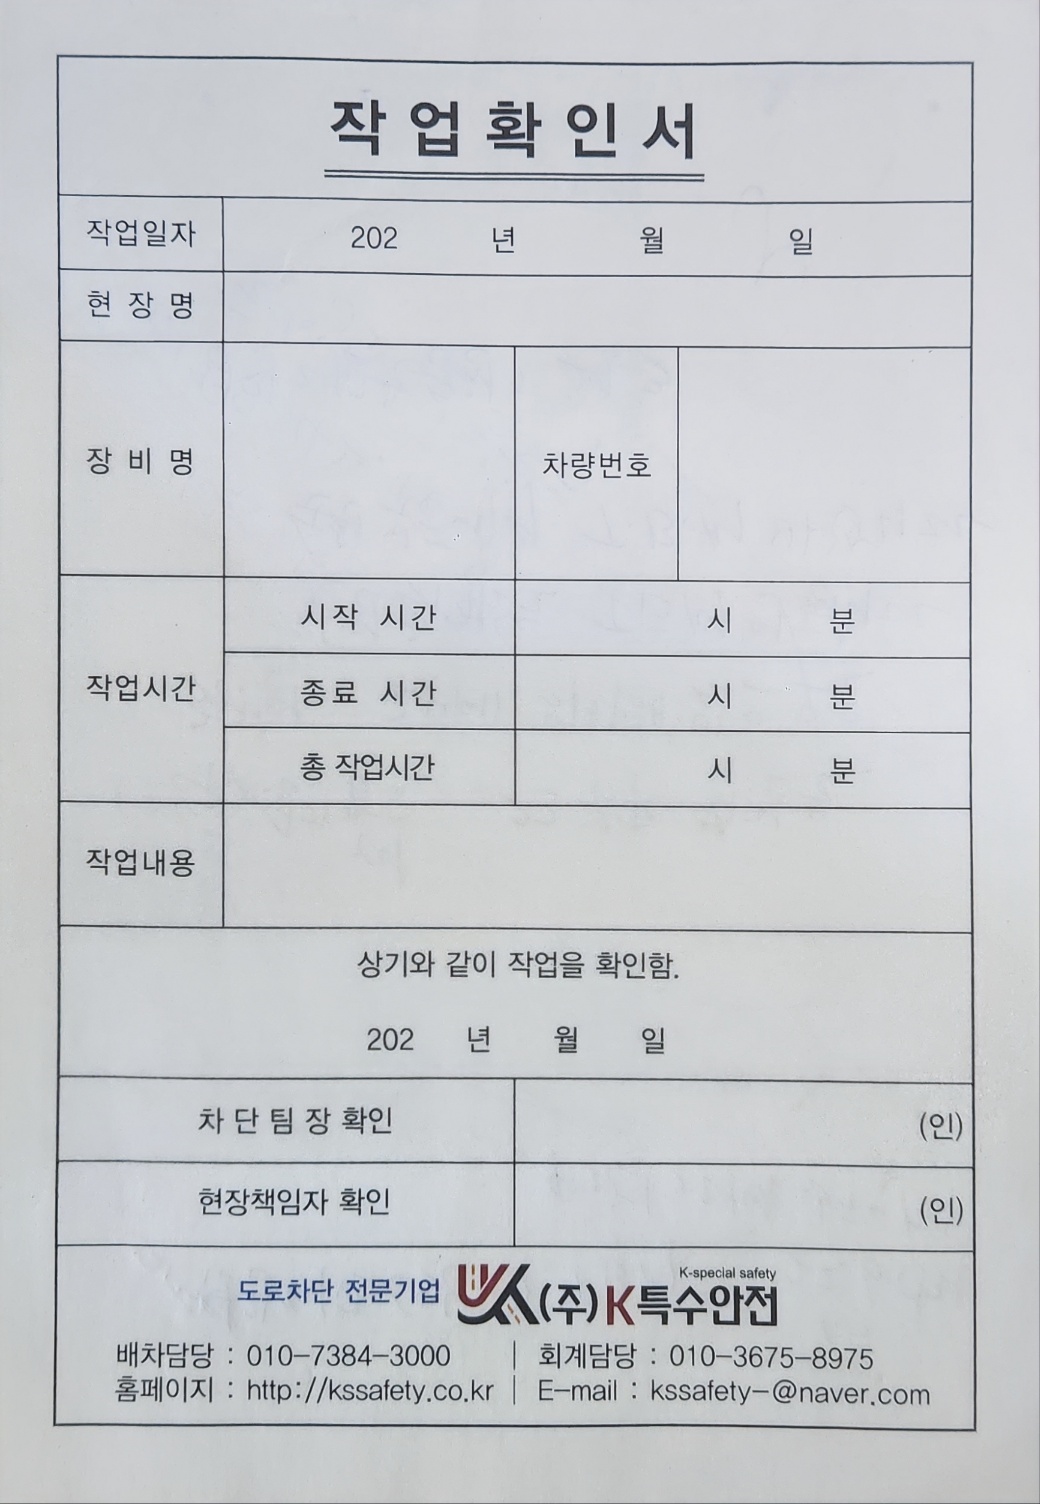 작업확인서
작업일자 202 년 월 일
현장명
장비명 차량번호
작업시간 시작 시간 시 분
종료 시간 시 분
총 작업시간 시 분
작업내용
상기와 같이 작업을 확인함.
202 년 월 일
차단팀장 확인 (인)
현장책임자 확인 (인)
도로차단 전문기업 K-special safety
(주)K특수안전
배차담당 : 010-7384-3000 | 회계담당 : 010-3675-8975
홈페이지 : http://kssafety.co.kr | E-mail : kssafety-@naver.com